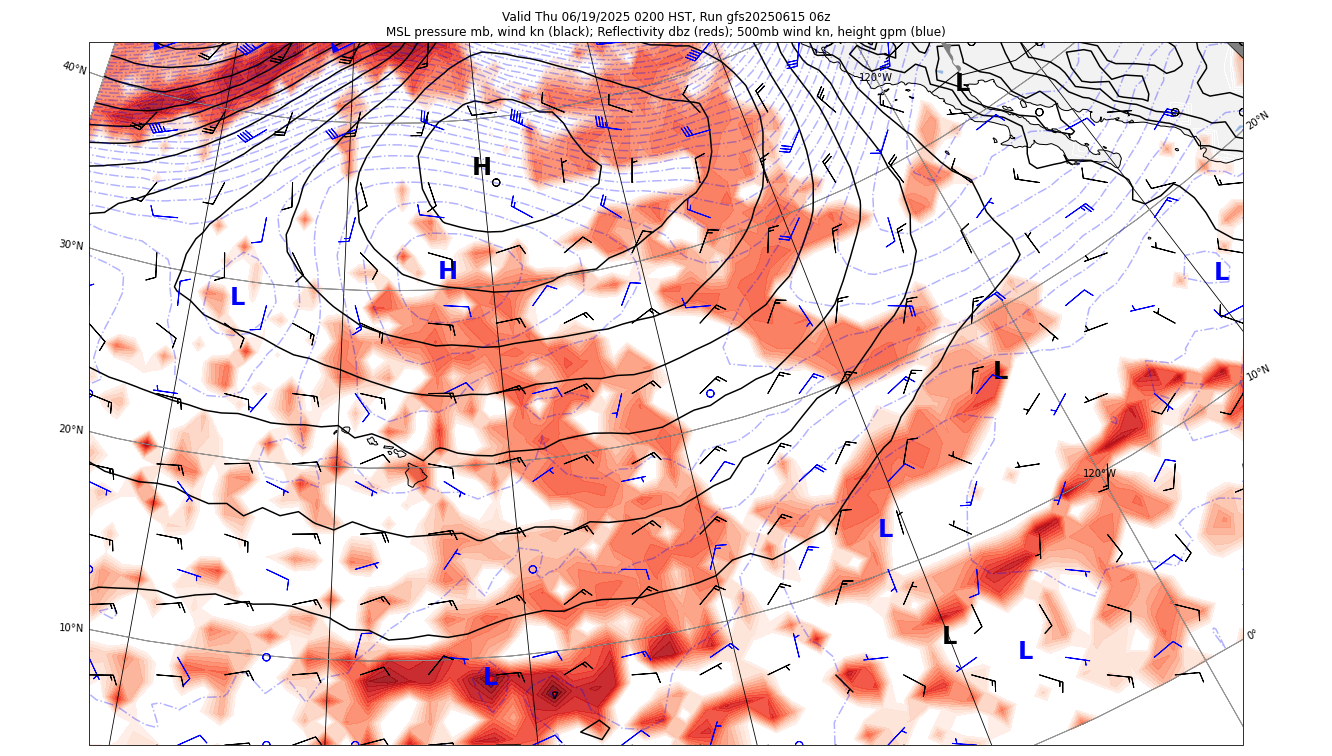 Valid Thu 06/19/2025 0200 HST, Run gfs20250615 06z
MSL pressure mb, wind kn (black); Reflectivity dbz (reds); 500mb wind kn, height gpm (blue)
40°N
120°W
L
20°N
H
30°N
H
L
L
L
10°N
20°N
120°W
L
10°N
L
0°
L
L